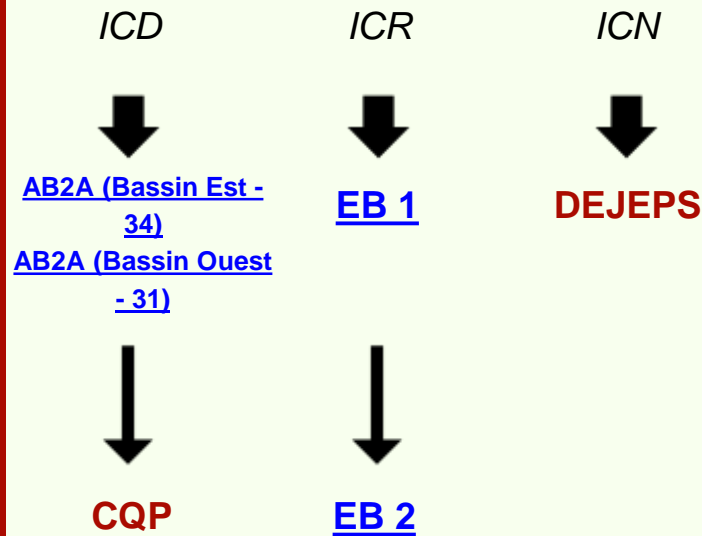 ICD ICR ICN
AB2A (Bassin Est -
34)
AB2A (Bassin Ouest
- 31)
EB 1
DEJEPS
CQP
EB 2